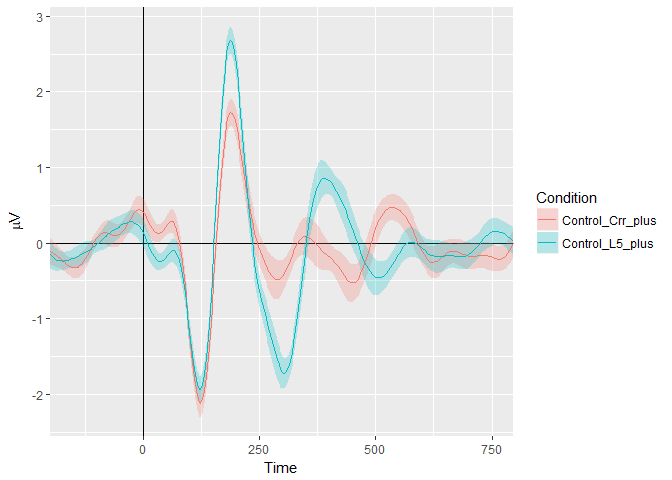 3
2
1
0
-1
-2
μV
0
250
500
750
Time
Condition
Control_Crr_plus
Control_L5_plus